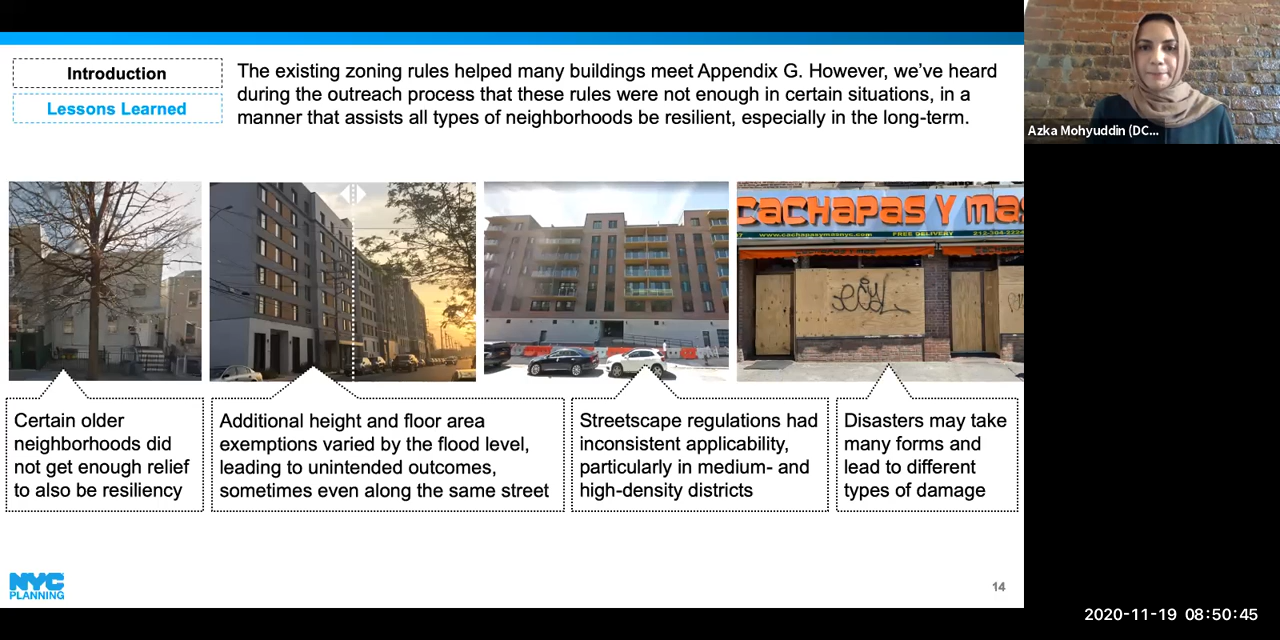 Introduction
Lessons Learned
The existing zoning rules helped many buildings meet Appendix G. However, we've heard
during the outreach process that these rules were not enough in certain situations, in a
manner that assists all types of neighborhoods be resilient, especially in the long-term.
Azka Mohyuddin (DC...
CACHAPAS Y MAS
www.cachapasymasnyc.com FREE DELIVERY 212-304-2224
Certain older
neighborhoods did
not get enough relief
to also be resiliency
Additional height and floor area
exemptions varied by the flood level,
leading to unintended outcomes,
sometimes even along the same street
Streetscape regulations had
inconsistent applicability,
particularly in medium- and
high-density districts
Disasters may take
many forms and
lead to different
types of damage
NYC
PLANNING
14
2020-11-19 08:50:45